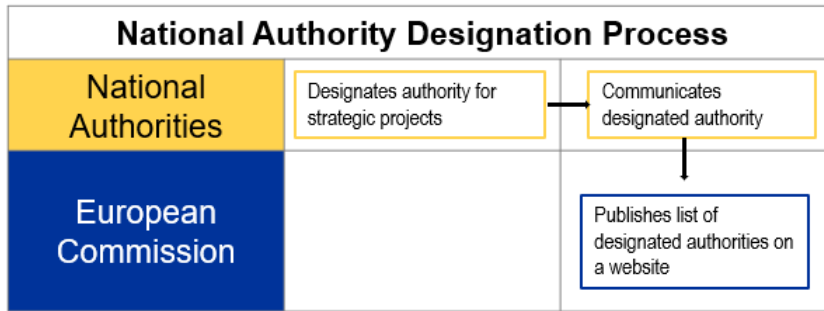 National Authority Designation Process
National
Authorities
Designates authority for
strategic projects
Communicates
designated authority
European
Commission
Publishes list of
designated authorities on
a website